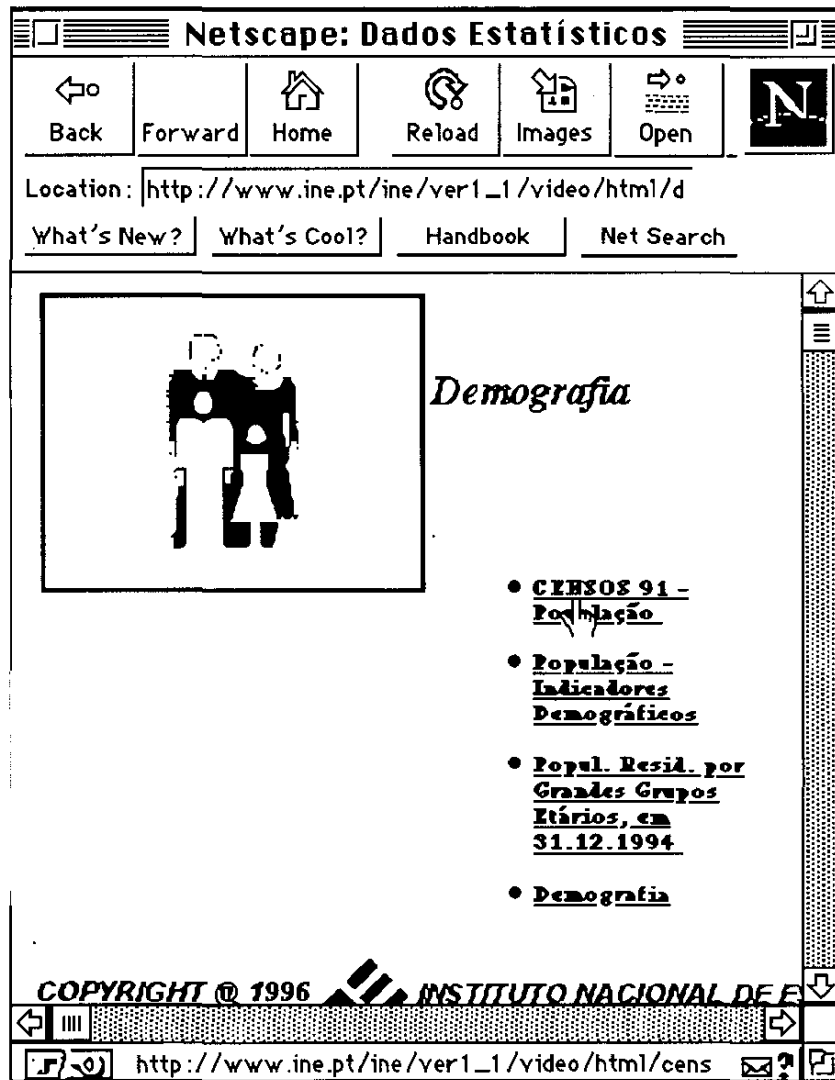 Netscape: Dados Estatísticos
Back Forward Home Reload Images Open N
Location: http://www.ine.pt/ine/ver1_1/video/html/d
What's New? What's Cool? Handbook Net Search
Demografia
CENSOS 91 -
População
População -
Indicadores
Demográficos
Popul. Resid. por
Grandes Grupos
Etários, em
31.12.1994
Demografia
COPYRIGHT ® 1996 INSTITUTO NACIONAL DE E
http://www.ine.pt/ine/ver1_1/video/html/cens